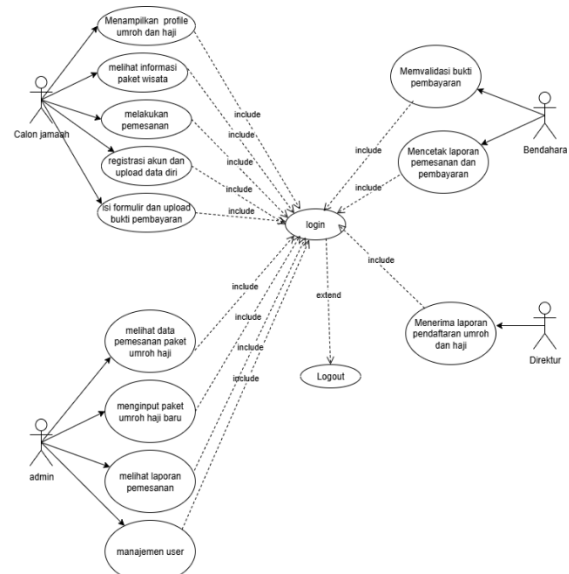 Menampilkan profile
umroh dan haji
melihat informasi
paket wisata
Calon jamaah
melakukan
pemesanan
registrasi akun dan
upload data diri
isi formulir dan upload
bukti pembayaran
include
include
include
include
include
Memvalidasi bukti
pembayaran
Bendahara
Mencetak laporan
pemesanan dan
pembayaran
include
include
login
include
extend
Menerima laporan
pendaftaran umroh
dan haji
Direktur
Logout
include
include
include
include
melihat data
pemesanan paket
umroh haji
menginput paket
umroh haji baru
admin
melihat laporan
pemesanan
manajemen user